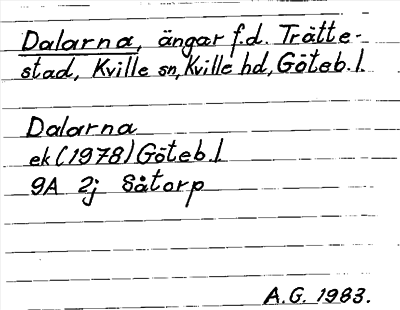 Dalarna, ängar f.d. Trätte-
stad, Kville sn, Kville hd, Göteb. l.
Dalarna
ek (1978) Göteb. l
9A 2j Såtorp
A.G. 1983.